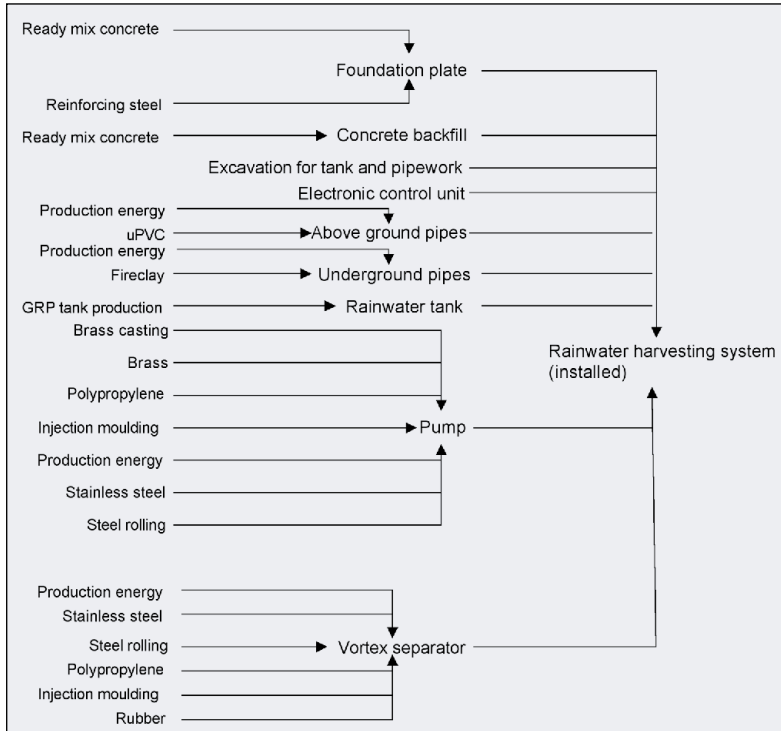 Ready mix concrete
Foundation plate
Reinforcing steel
Ready mix concrete
Concrete backfill
Excavation for tank and pipework
Electronic control unit
Production energy
uPVC
Above ground pipes
Production energy
Fireclay
Underground pipes
GRP tank production
Rainwater tank
Brass casting
Rainwater harvesting system
(installed)
Brass
Polypropylene
Injection moulding
Pump
Production energy
Stainless steel
Steel rolling
Production energy
Stainless steel
Steel rolling
Vortex separator
Polypropylene
Injection moulding
Rubber